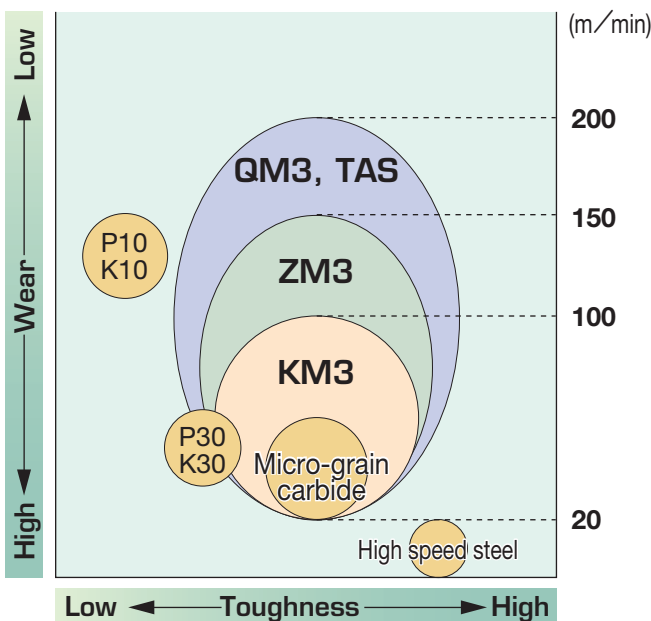 (m/min)
Low
Wear
High
200
QM3, TAS
150
P10
K10
ZM3
100
KM3
P30
K30
Micro-grain
carbide
20
High speed steel
Low
Toughness
High